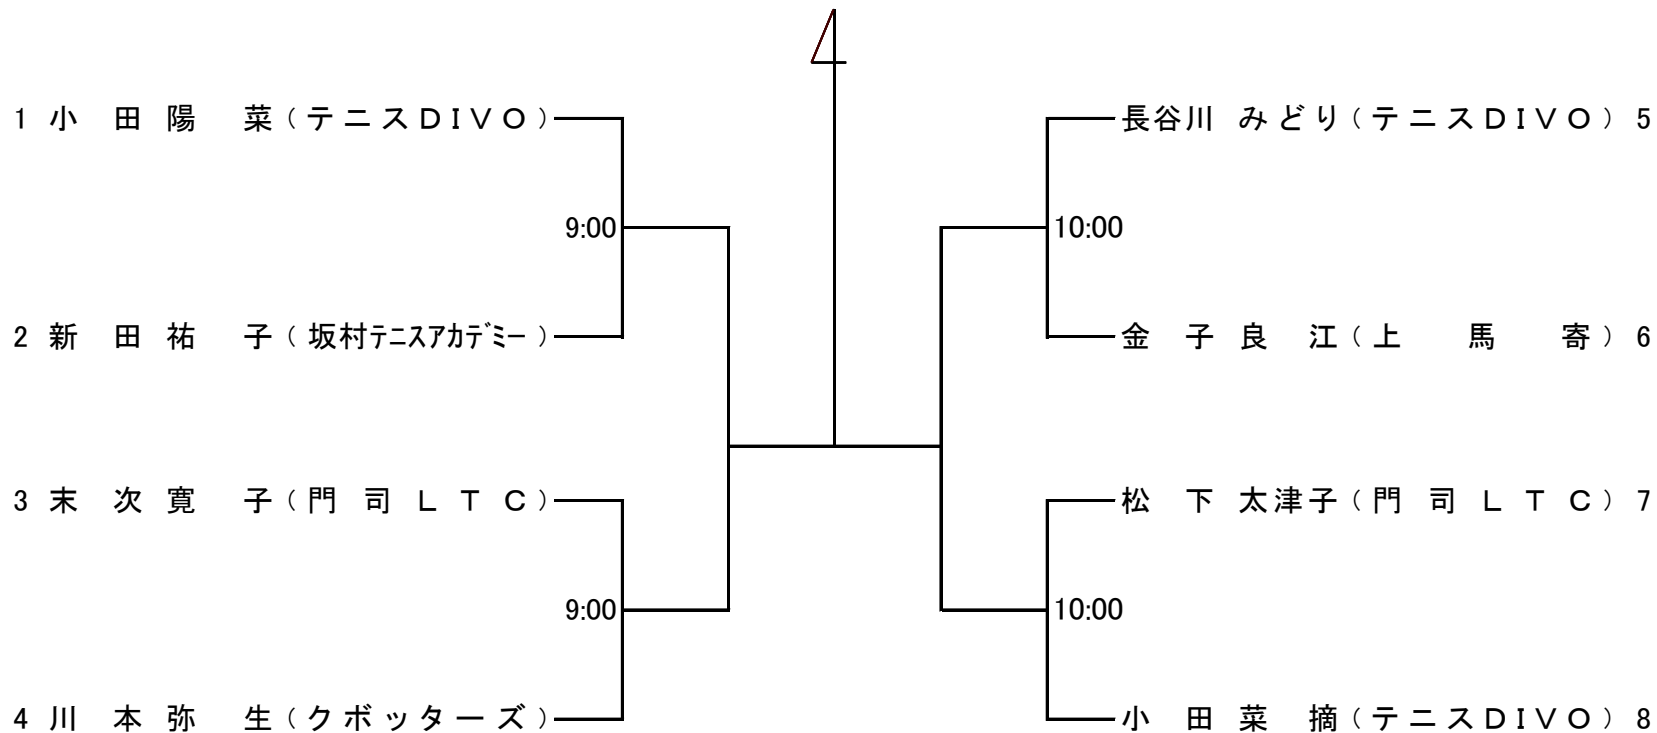 1 小 田 陽 菜 （テニスＤＩＶＯ）
長谷川 みどり （テニスＤＩＶＯ） 5
9:00
10:00
2 新 田 祐 子 （ 坂村ﾃﾆｽｱｶﾃﾞﾐｰ ）
金 子 良 江 （ 上 馬 寄 ） 6
3 末 次 寛 子 （ 門 司 Ｌ Ｔ Ｃ ）
松 下 太津子 （ 門 司 Ｌ Ｔ Ｃ ） 7
9:00
10:00
4 川 本 弥 生 （クボッターズ）
小 田 菜 摘 （テニスＤＩＶＯ） 8